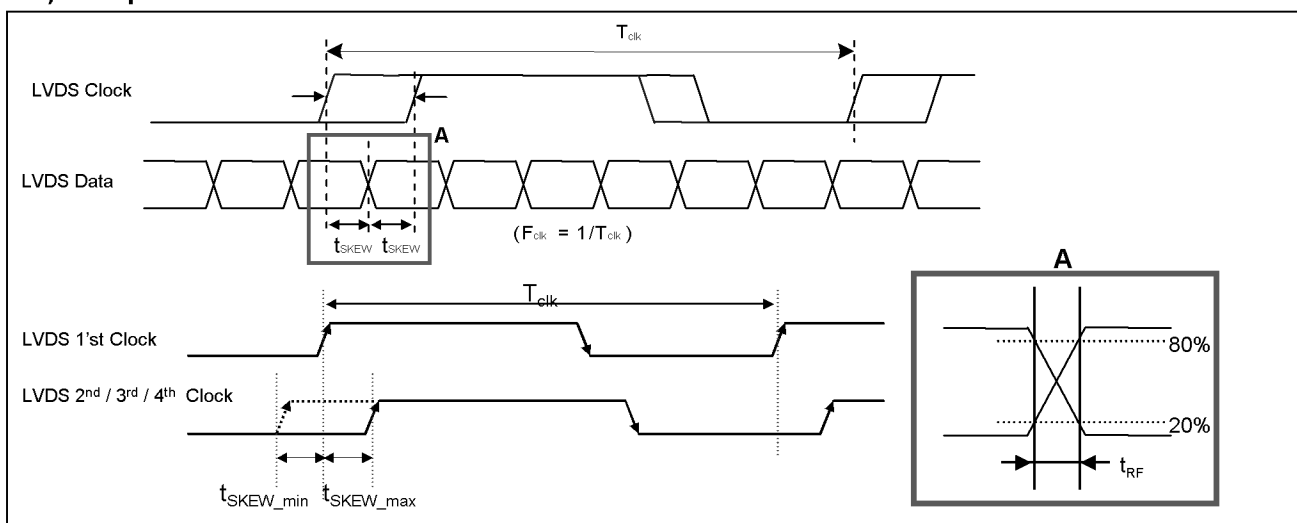 T clk
LVDS Clock
A
LVDS Data
tSKEW tSKEW
(Fclk = 1/Tclk)
A
Tclk
LVDS 1'st Clock
80%
LVDS 2nd / 3rd / 4th Clock
20%
tRF
tSKEW_min tSKEW_max